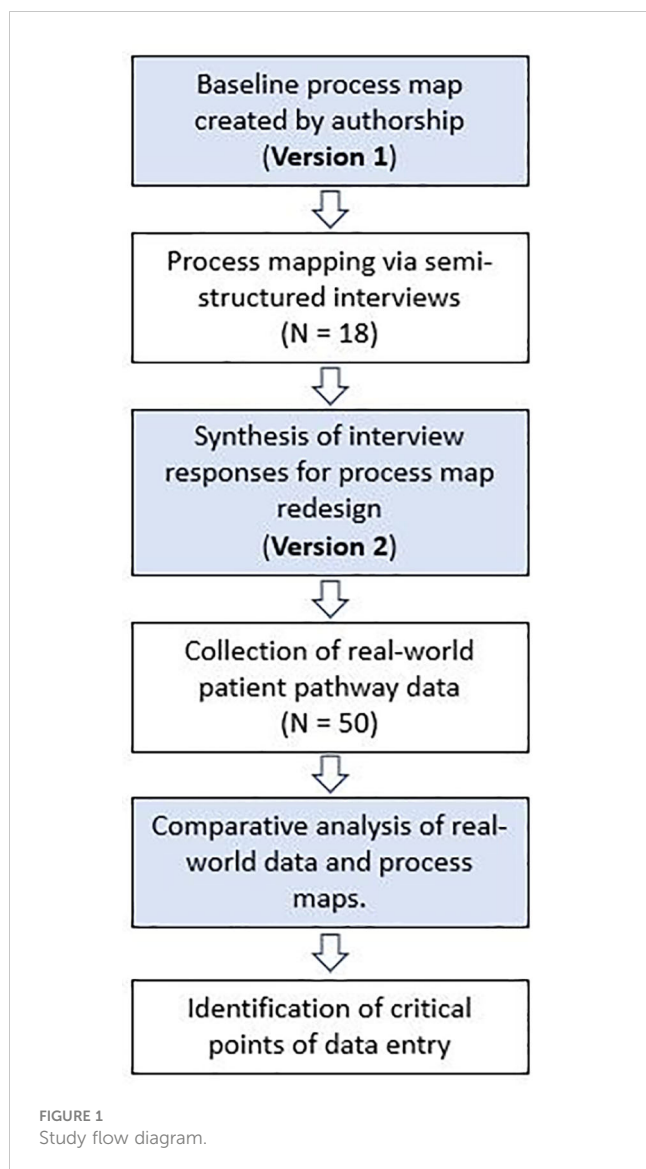 Baseline process map
created by authorship
(Version 1)
Process mapping via semi-
structured interviews
(N = 18)
Synthesis of interview
responses for process map
redesign
(Version 2)
Collection of real-world
patient pathway data
(N = 50)
Comparative analysis of real-
world data and process
maps.
Identification of critical
points of data entry
FIGURE 1
Study flow diagram.